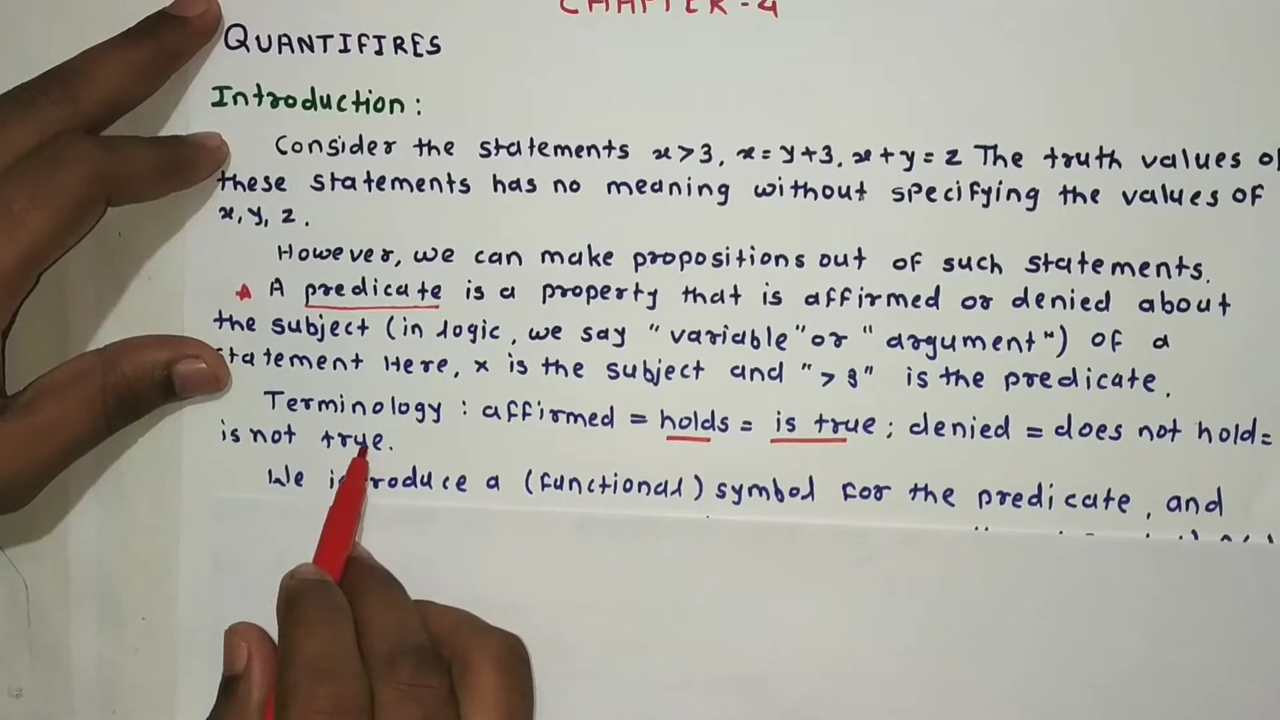 CHAPTER - 4
QUANTIFIRES
Introduction :
Consider the statements x > 3, x = y + 3, x + y = z The truth values of
these statements has no meaning without specifying the values of
x, y, z.
However, we can make propositions out of such statements.
A predicate is a property that is affirmed or denied about
the subject (in logic, we say "variable" or "argument") of a
statement Here, x is the subject and "> 3" is the predicate.
Terminology : affirmed = holds = is true ; denied = does not hold =
is not true.
We introduce a (functional) symbol for the predicate, and